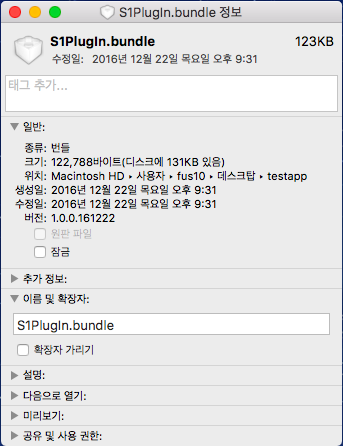 S1PlugIn.bundle 정보
S1PlugIn.bundle 123KB
수정일: 2016년 12월 22일 목요일 오후 9:31
태그 추가...
일반:
종류: 번들
크기: 122,788바이트(디스크에 131KB 있음)
위치: Macintosh HD ▸ 사용자 ▸ fus10 ▸ 데스크탑 ▸ testapp
생성일: 2016년 12월 22일 목요일 오후 9:31
수정일: 2016년 12월 22일 목요일 오후 9:31
버전: 1.0.0.161222
원판 파일
잠금
추가 정보:
이름 및 확장자:
S1PlugIn.bundle
확장자 가리기
설명:
다음으로 열기:
미리보기:
공유 및 사용 권한: